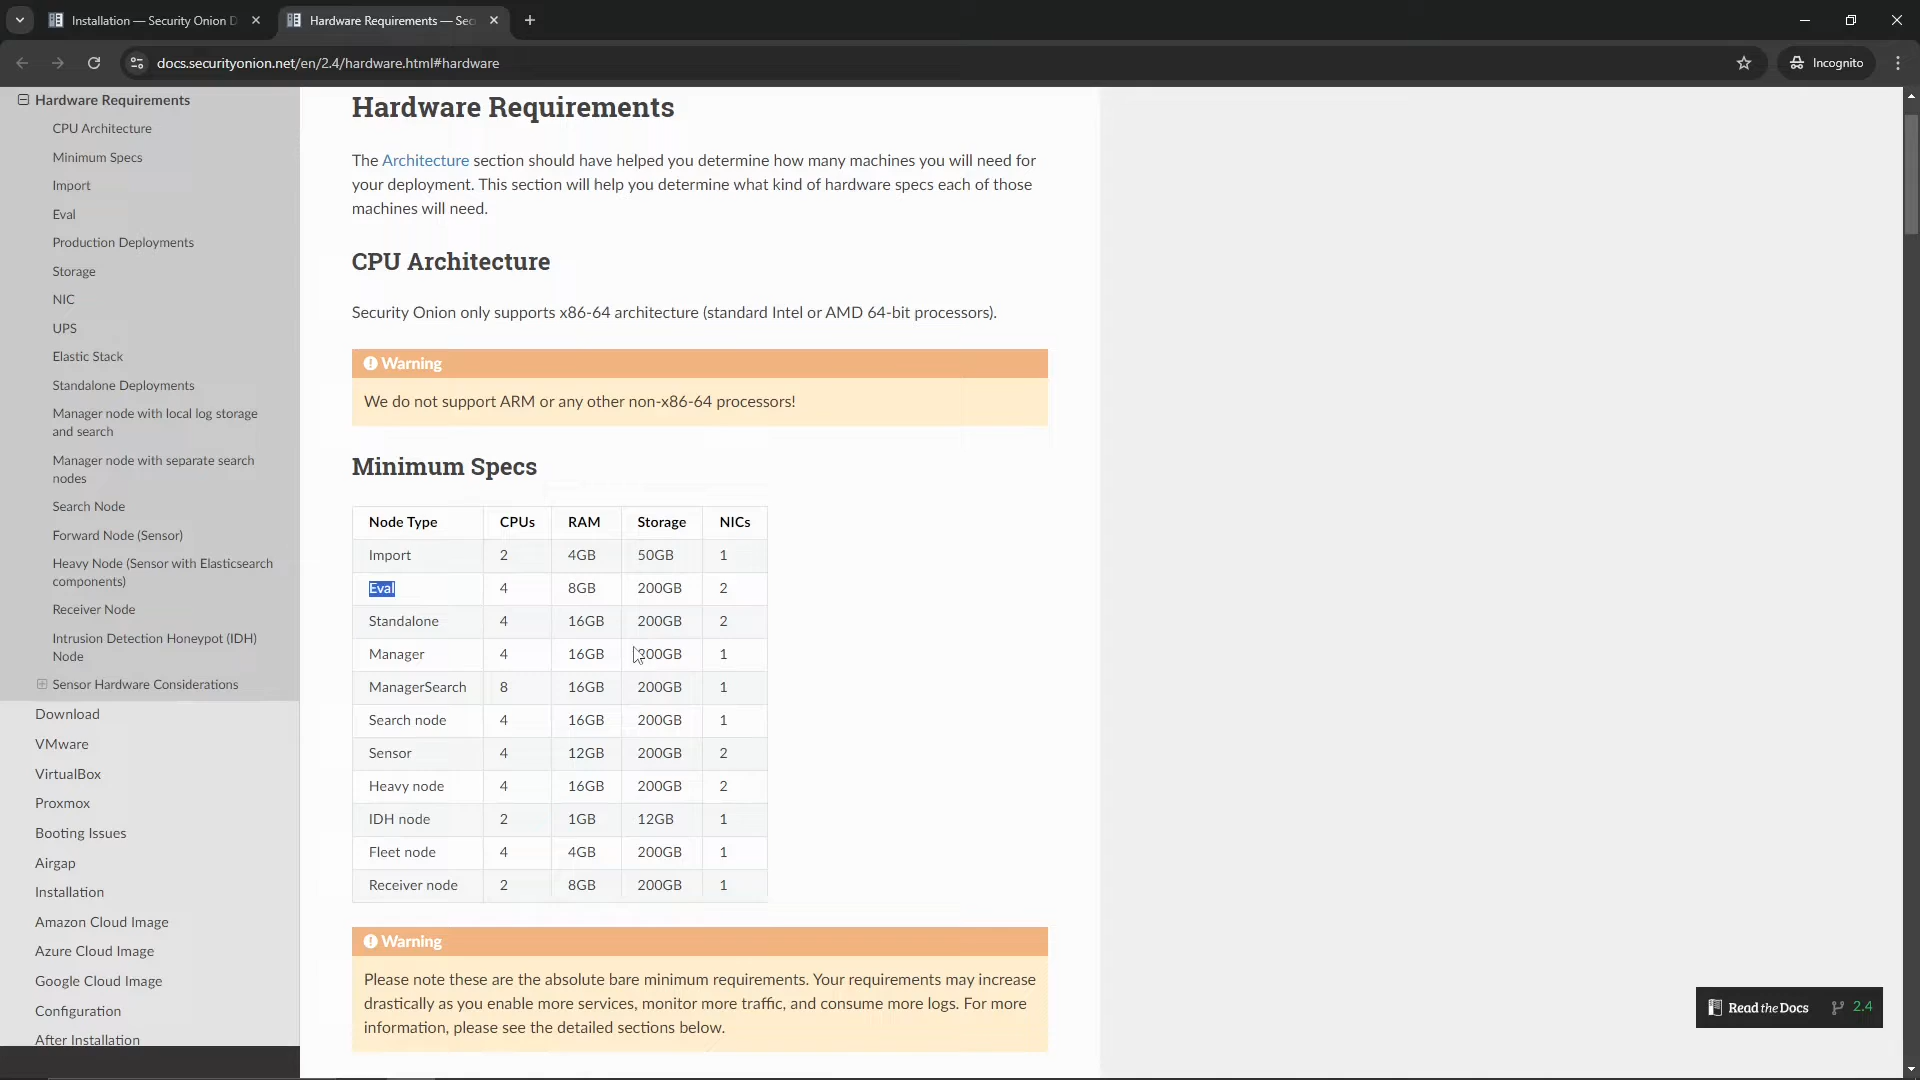 Installation — Security Onion D
Hardware Requirements — Sec
docs.securityonion.net/en/2.4/hardware.html#hardware
Incognito
Hardware Requirements
CPU Architecture
Minimum Specs
Import
Eval
Production Deployments
Storage
NIC
UPS
Elastic Stack
Standalone Deployments
Manager node with local log storage
and search
Manager node with separate search
nodes
Search Node
Forward Node (Sensor)
Heavy Node (Sensor with Elasticsearch
components)
Receiver Node
Intrusion Detection Honeypot (IDH)
Node
Sensor Hardware Considerations
Download
VMware
VirtualBox
Proxmox
Booting Issues
Airgap
Installation
Amazon Cloud Image
Azure Cloud Image
Google Cloud Image
Configuration
After Installation
Hardware Requirements
The Architecture section should have helped you determine how many machines you will need for
your deployment. This section will help you determine what kind of hardware specs each of those
machines will need.
CPU Architecture
Security Onion only supports x86-64 architecture (standard Intel or AMD 64-bit processors).
Warning
We do not support ARM or any other non-x86-64 processors!
Minimum Specs
Node Type CPUs RAM Storage NICs
Import 2 4GB 50GB 1
Eval 4 8GB 200GB 2
Standalone 4 16GB 200GB 2
Manager 4 16GB 200GB 1
ManagerSearch 8 16GB 200GB 1
Search node 4 16GB 200GB 1
Sensor 4 12GB 200GB 2
Heavy node 4 16GB 200GB 2
IDH node 2 1GB 12GB 1
Fleet node 4 4GB 200GB 1
Receiver node 2 8GB 200GB 1
Warning
Please note these are the absolute bare minimum requirements. Your requirements may increase
drastically as you enable more services, monitor more traffic, and consume more logs. For more
information, please see the detailed sections below.
Read the Docs 2.4